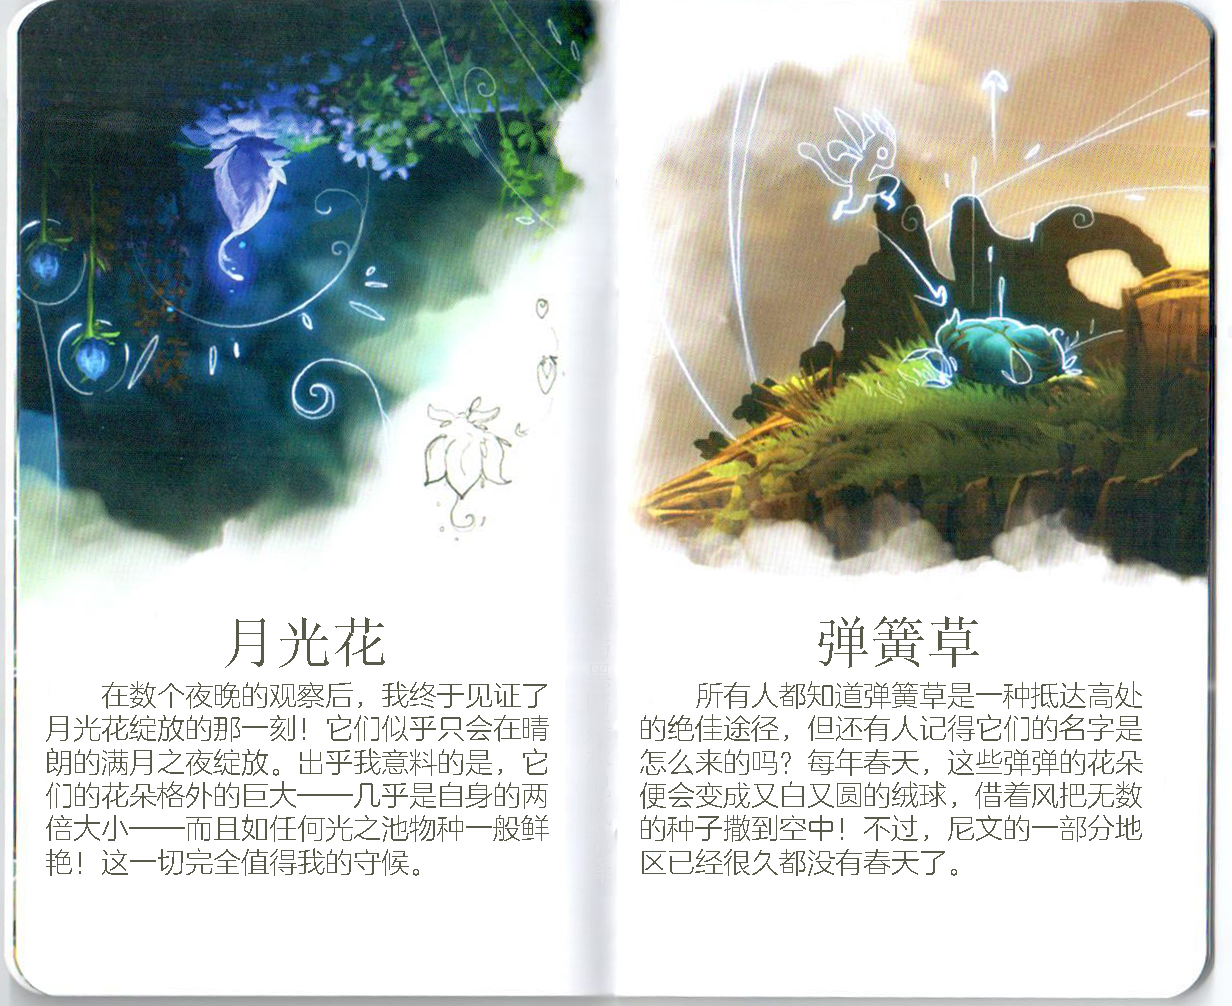 月光花
在数个夜晚的观察后，我终于见证了
月光花绽放的那一刻！它们似乎只会在晴
朗的满月之夜绽放。出乎我意料的是，它
们的花朵格外的巨大——几乎是自身的两
倍大小——而且如任何光之池物种一般鲜
艳！这一切完全值得我的守候。
弹簧草
所有人都知道弹簧草是一种抵达高处
的绝佳途径，但还有人记得它们的名字是
怎么来的吗？每年春天，这些弹弹的花朵
便会变成又白又圆的绒球，借着风把无数
的种子撒到空中！不过，尼文的一部分地
区已经很久都没有春天了。